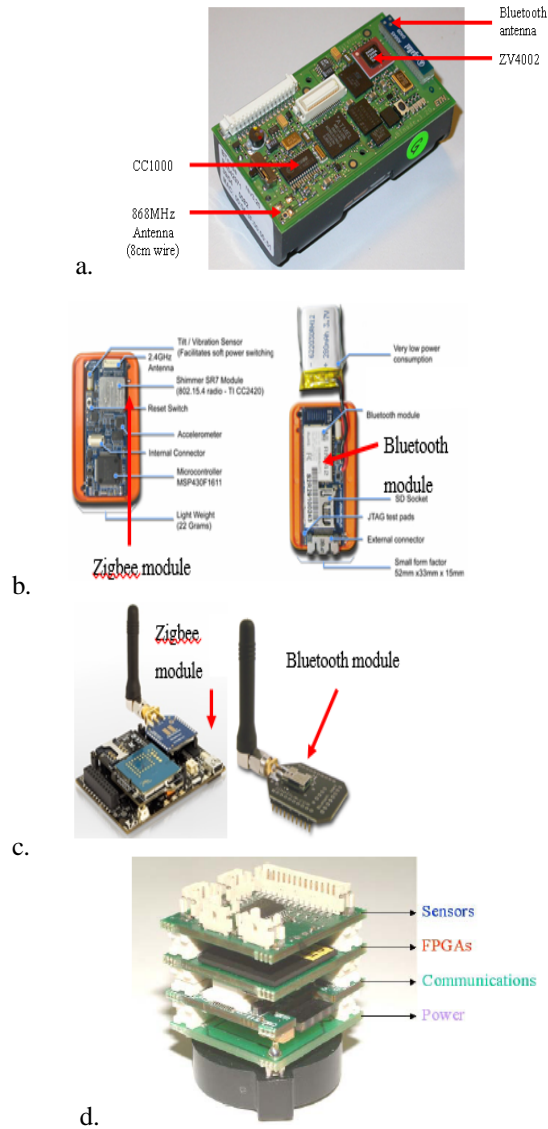 Bluetooth
antenna
ZV4002
CC1000
868MHz
Antenna
(8cm wire)
a.
Tilt / Vibration Sensor
(Facilitates soft power switching
2.4GHz
Antenna
Shimmer SR7 Module
(802.15.4 radio - TI CC2420)
Reset Switch
Accelerometer
Internal Connector
Microcontroller
MSP430F1611
Light Weight
(22 Grams)
Zigbee module
Very low power
consumption
Bluetooth module
Bluetooth
module
SD Socket
JTAG test pads
External connector
Small form factor
52mm x33mm x 15mm
b.
Zigbee
module
Bluetooth module
c.
Sensors
FPGAs
Communications
Power
d.